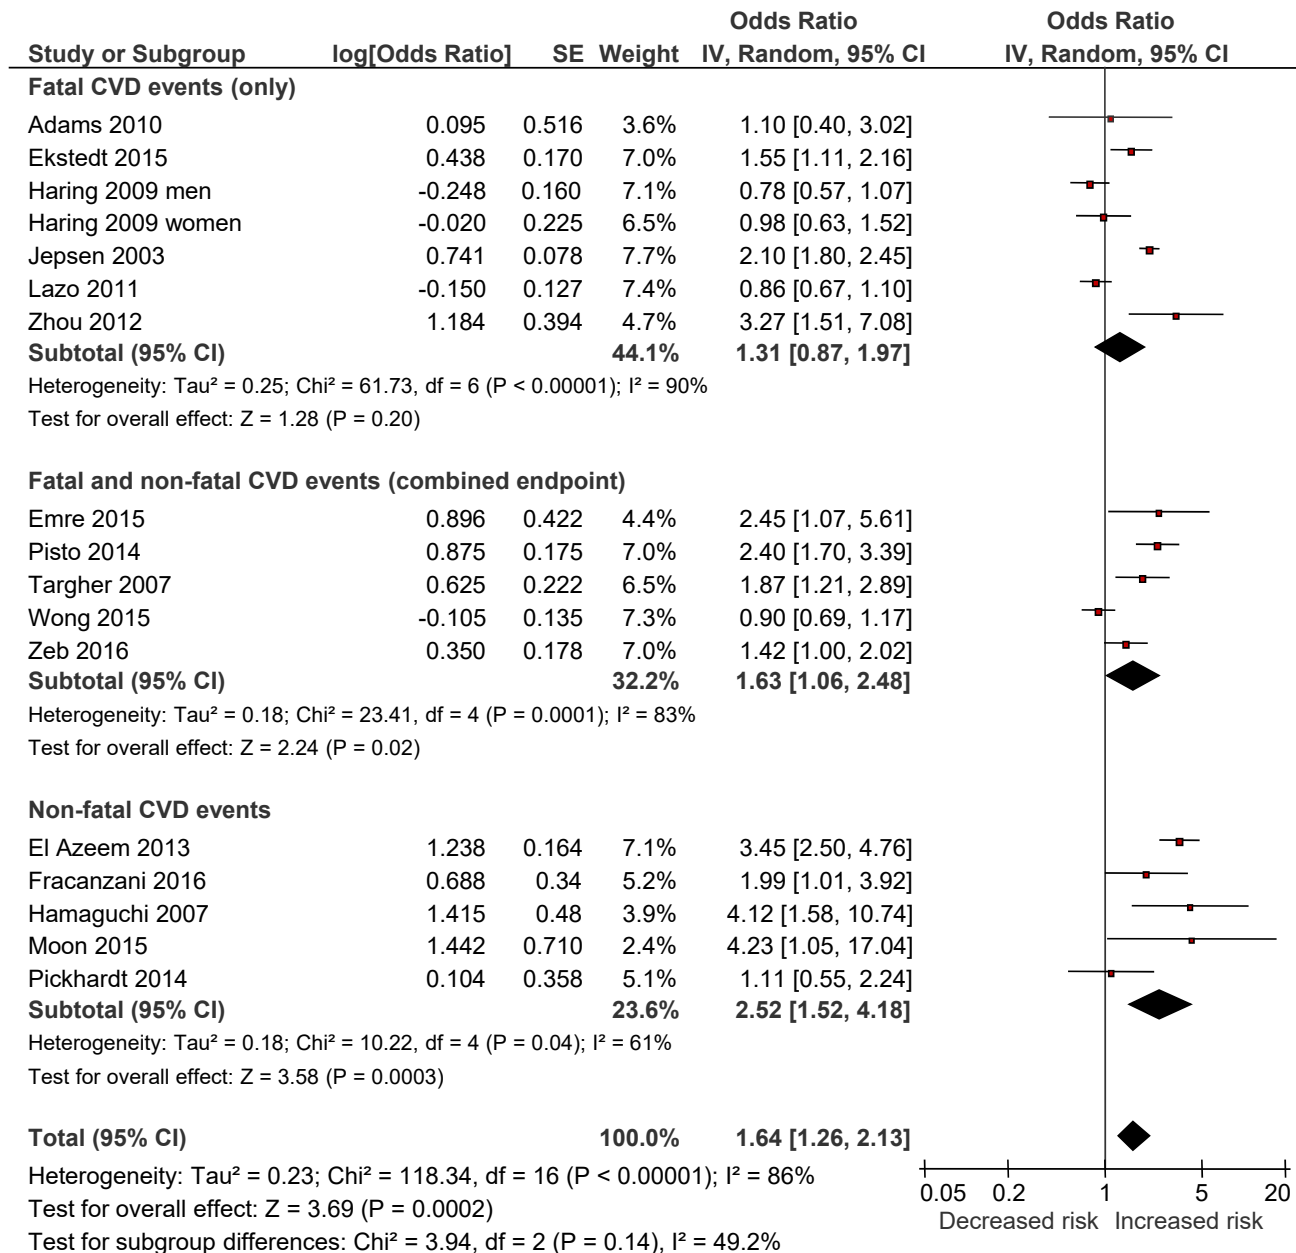 Odds Ratio Odds Ratio
Study or Subgroup log[Odds Ratio] SE Weight IV, Random, 95% CI IV, Random, 95% CI
Fatal CVD events (only)
Adams 2010 0.095 0.516 3.6% 1.10 [0.40, 3.02]
Ekstedt 2015 0.438 0.170 7.0% 1.55 [1.11, 2.16]
Haring 2009 men -0.248 0.160 7.1% 0.78 [0.57, 1.07]
Haring 2009 women -0.020 0.225 6.5% 0.98 [0.63, 1.52]
Jepsen 2003 0.741 0.078 7.7% 2.10 [1.80, 2.45]
Lazo 2011 -0.150 0.127 7.4% 0.86 [0.67, 1.10]
Zhou 2012 1.184 0.394 4.7% 3.27 [1.51, 7.08]
Subtotal (95% CI) 44.1% 1.31 [0.87, 1.97]
Heterogeneity: Tau² = 0.25; Chi² = 61.73, df = 6 (P < 0.00001); I² = 90%
Test for overall effect: Z = 1.28 (P = 0.20)
Fatal and non-fatal CVD events (combined endpoint)
Emre 2015 0.896 0.422 4.4% 2.45 [1.07, 5.61]
Pisto 2014 0.875 0.175 7.0% 2.40 [1.70, 3.39]
Targher 2007 0.625 0.222 6.5% 1.87 [1.21, 2.89]
Wong 2015 -0.105 0.135 7.3% 0.90 [0.69, 1.17]
Zeb 2016 0.350 0.178 7.0% 1.42 [1.00, 2.02]
Subtotal (95% CI) 32.2% 1.63 [1.06, 2.48]
Heterogeneity: Tau² = 0.18; Chi² = 23.41, df = 4 (P = 0.0001); I² = 83%
Test for overall effect: Z = 2.24 (P = 0.02)
Non-fatal CVD events
El Azeem 2013 1.238 0.164 7.1% 3.45 [2.50, 4.76]
Fracanzani 2016 0.688 0.34 5.2% 1.99 [1.01, 3.92]
Hamaguchi 2007 1.415 0.48 3.9% 4.12 [1.58, 10.74]
Moon 2015 1.442 0.710 2.4% 4.23 [1.05, 17.04]
Pickhardt 2014 0.104 0.358 5.1% 1.11 [0.55, 2.24]
Subtotal (95% CI) 23.6% 2.52 [1.52, 4.18]
Heterogeneity: Tau² = 0.18; Chi² = 10.22, df = 4 (P = 0.04); I² = 61%
Test for overall effect: Z = 3.58 (P = 0.0003)
Total (95% CI) 100.0% 1.64 [1.26, 2.13]
Heterogeneity: Tau² = 0.23; Chi² = 118.34, df = 16 (P < 0.00001); I² = 86%
Test for overall effect: Z = 3.69 (P = 0.0002)
Test for subgroup differences: Chi² = 3.94, df = 2 (P = 0.14), I² = 49.2%
0.05 0.2 1 5 20
Decreased risk Increased risk